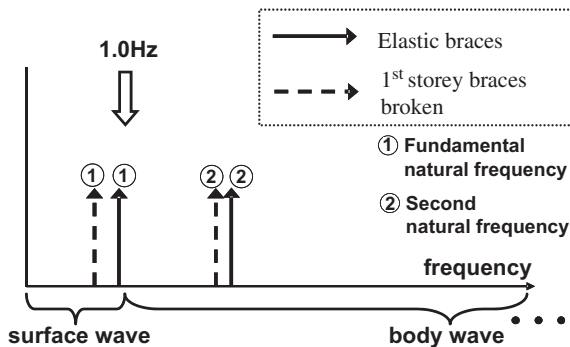 1.0Hz
Elastic braces
1st storey braces
broken
① Fundamental
natural frequency
② Second
natural frequency
① ① ② ②
frequency
surface wave
body wave